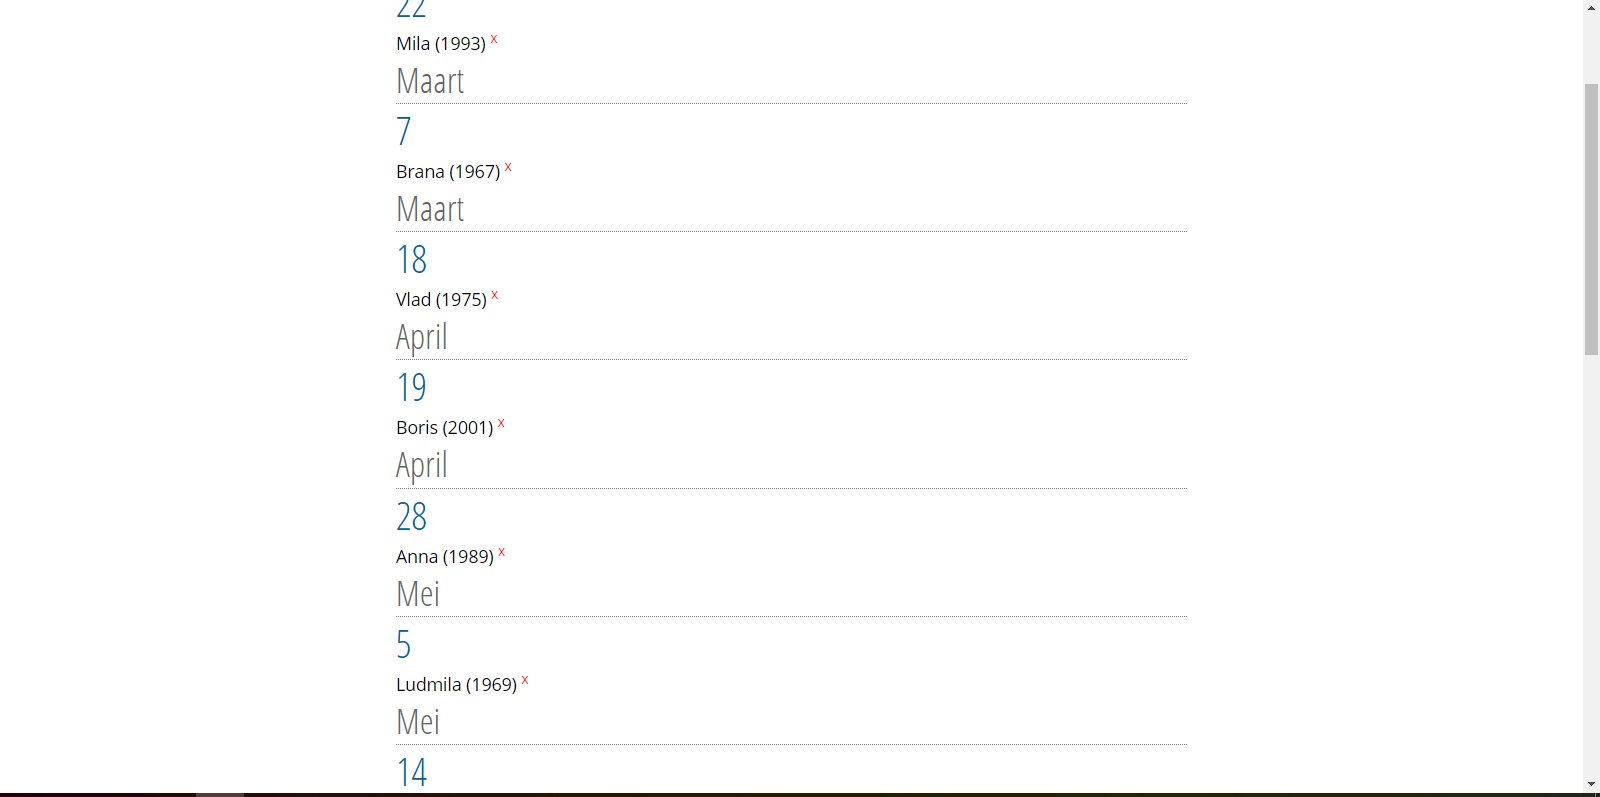 22
Mila (1993) x
Maart
7
Brana (1967) x
Maart
18
Vlad (1975) x
April
19
Boris (2001) x
April
28
Anna (1989) x
Mei
5
Ludmila (1969) x
Mei
14